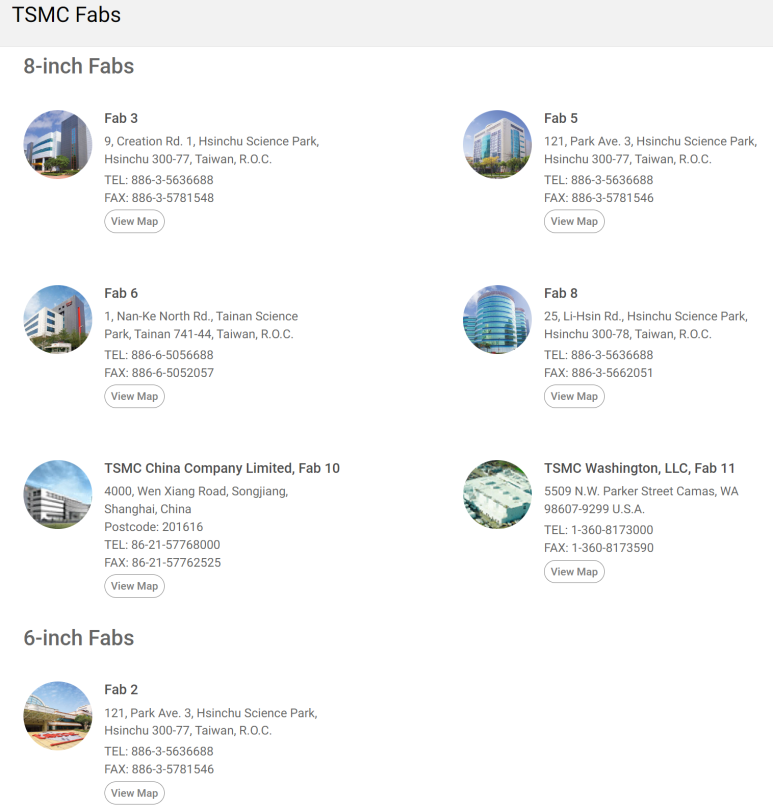 TSMC Fabs
8-inch Fabs
Fab 3
9, Creation Rd. 1, Hsinchu Science Park,
Hsinchu 300-77, Taiwan, R.O.C.
TEL: 886-3-5636688
FAX: 886-3-5781548
View Map
Fab 5
121, Park Ave. 3, Hsinchu Science Park,
Hsinchu 300-77, Taiwan, R.O.C.
TEL: 886-3-5636688
FAX: 886-3-5781546
View Map
Fab 6
1, Nan-Ke North Rd., Tainan Science
Park, Tainan 741-44, Taiwan, R.O.C.
TEL: 886-6-5056688
FAX: 886-6-5052057
View Map
Fab 8
25, Li-Hsin Rd., Hsinchu Science Park,
Hsinchu 300-78, Taiwan, R.O.C.
TEL: 886-3-5636688
FAX: 886-3-5662051
View Map
TSMC China Company Limited, Fab 10
4000, Wen Xiang Road, Songjiang,
Shanghai, China
Postcode: 201616
TEL: 86-21-57768000
FAX: 86-21-57762525
View Map
TSMC Washington, LLC, Fab 11
5509 N.W. Parker Street Camas, WA
98607-9299 U.S.A.
TEL: 1-360-8173000
FAX: 1-360-8173590
View Map
6-inch Fabs
Fab 2
121, Park Ave. 3, Hsinchu Science Park,
Hsinchu 300-77, Taiwan, R.O.C.
TEL: 886-3-5636688
FAX: 886-3-5781546
View Map